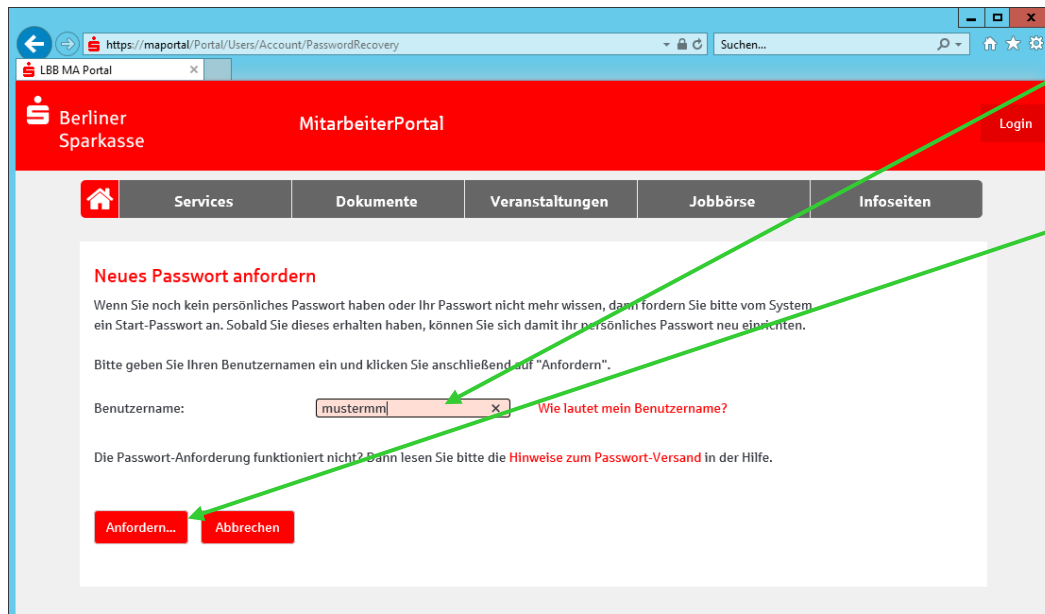 https://maportal/Portal/Users/Account/PasswordRecovery
Suchen...
LBB MA Portal
Berliner
Sparkasse
MitarbeiterPortal
Login
Services
Dokumente
Veranstaltungen
Jobbörse
Infoseiten
Neues Passwort anfordern
Wenn Sie noch kein persönliches Passwort haben oder Ihr Passwort nicht mehr wissen, dann fordern Sie bitte vom System
ein Start-Passwort an. Sobald Sie dieses erhalten haben, können Sie sich damit ihr persönliches Passwort neu einrichten.
Bitte geben Sie Ihren Benutzernamen ein und klicken Sie anschließend auf "Anfordern".
Benutzername:
mustermm
Wie lautet mein Benutzername?
Die Passwort-Anforderung funktioniert nicht? Dann lesen Sie bitte die Hinweise zum Passwort-Versand in der Hilfe.
Anfordern...
Abbrechen